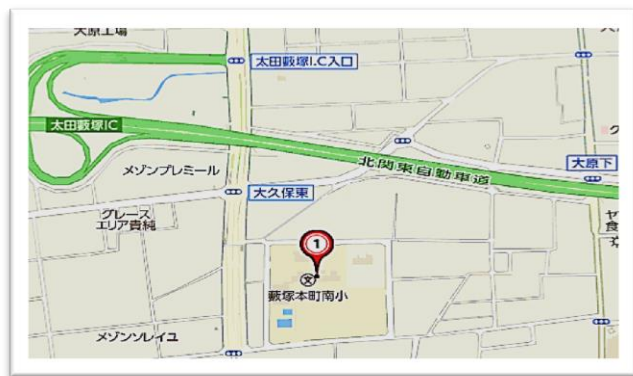 大原工場
太田藪塚I.C入口
太田藪塚IC
北関東自動車道
大原下
メゾンプレミール
大久保東
グレース
エリア貴純
1
文
藪塚本町南小
メゾンソレイユ